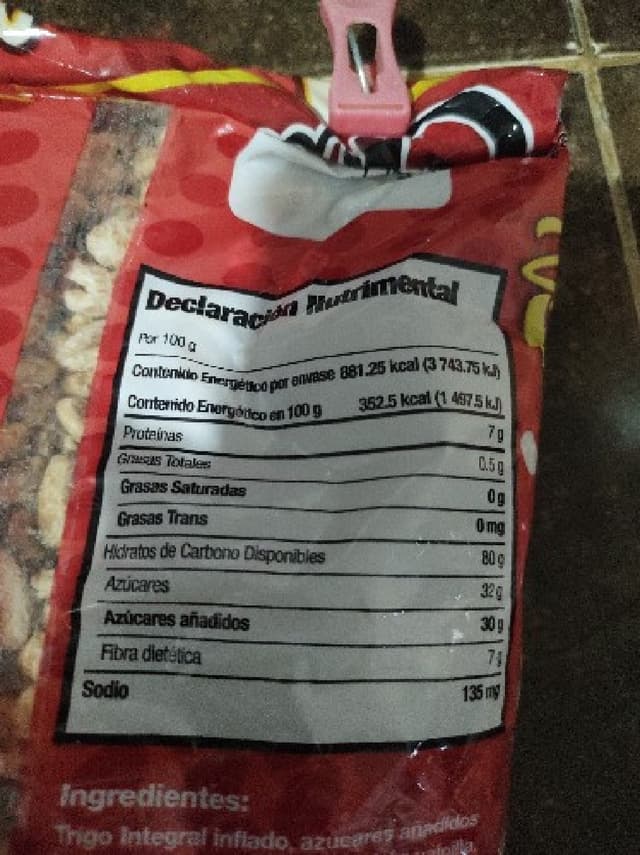 Declaración Nutrimental
Por 100 g
Contenido Energético por envase 881.25 kcal (3 743.75 kJ)
Contenido Energético en 100 g 352.5 kcal (1 497.5 kJ)
Proteínas 7 g
Grasas Totales 0.5 g
Grasas Saturadas 0 g
Grasas Trans 0 mg
Hidratos de Carbono Disponibles 80 g
Azúcares 32 g
Azúcares añadidos 30 g
Fibra dietética 7 g
Sodio 135 mg
Ingredientes:
Trigo Integral inflado, azúcares añadidos